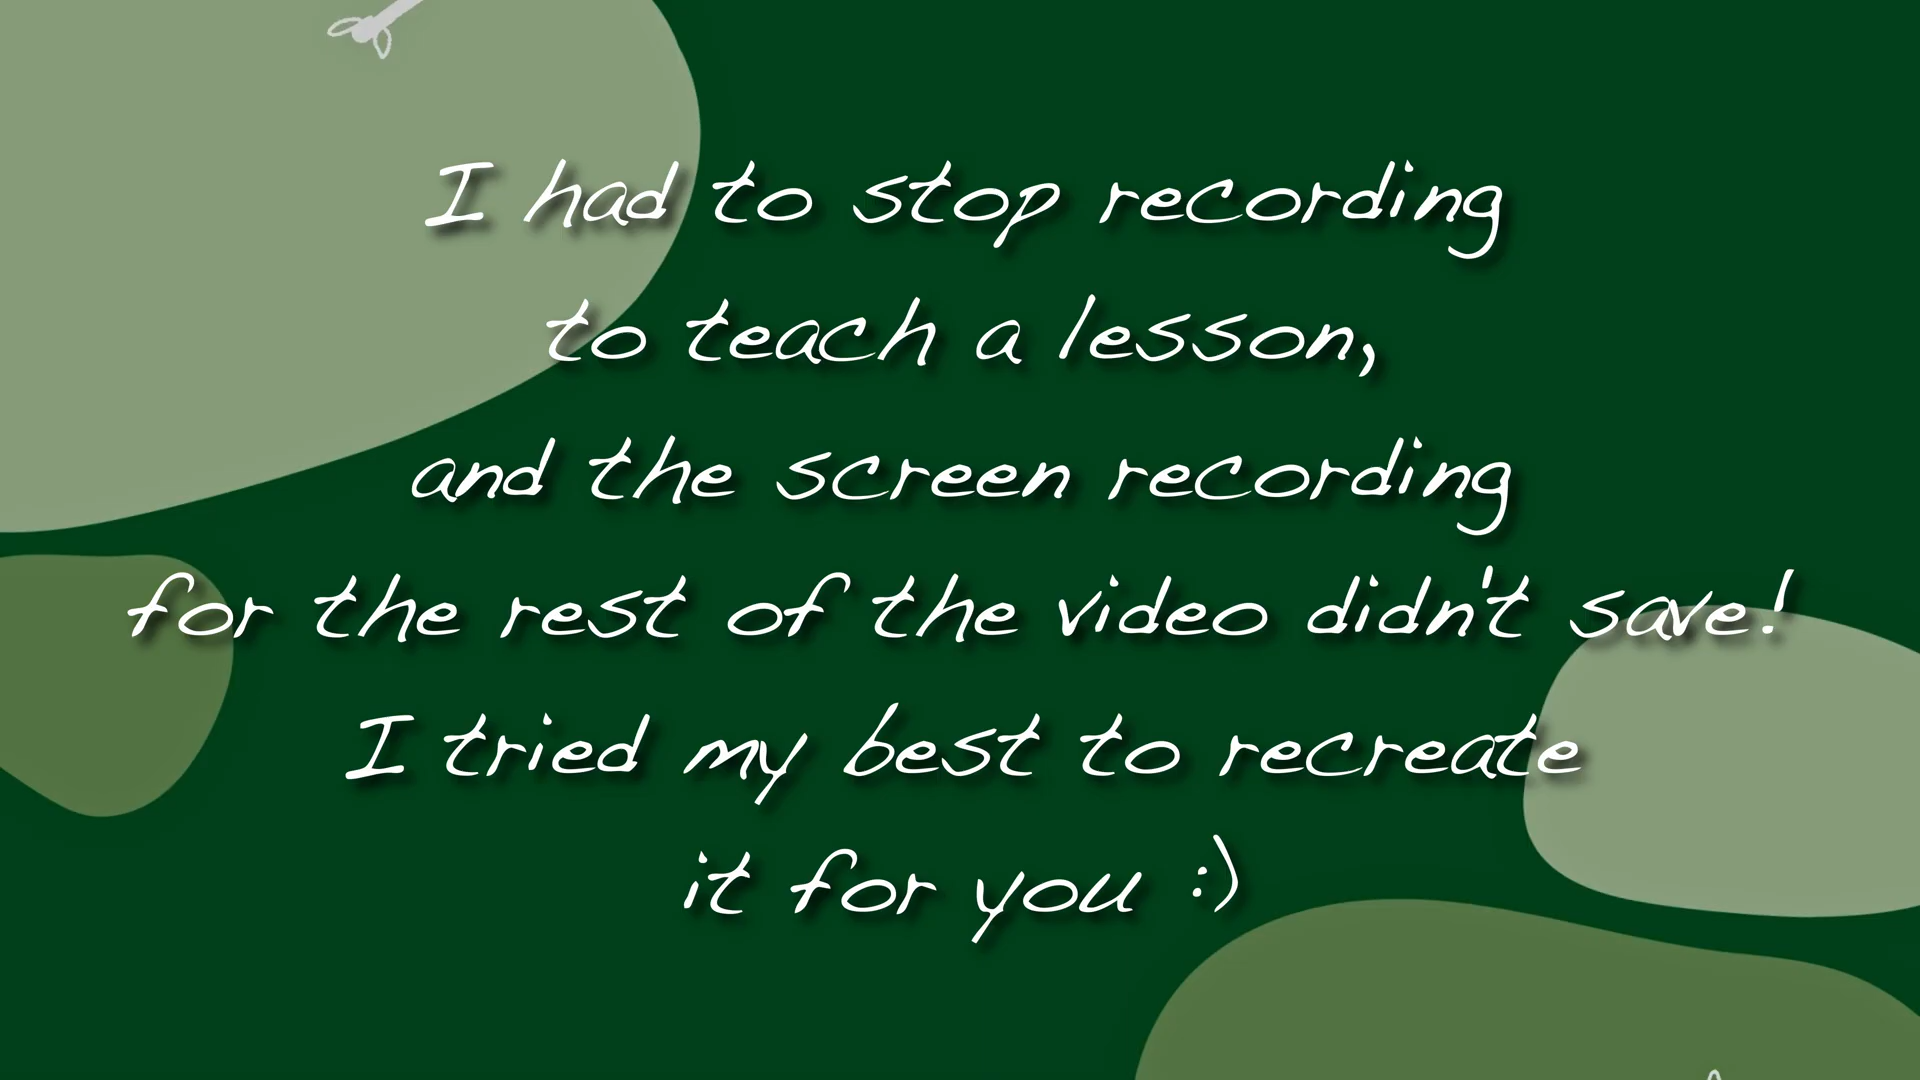 I had to stop recording
to teach a lesson,
and the screen recording
for the rest of the video didn't save!
I tried my best to recreate
it for you :)